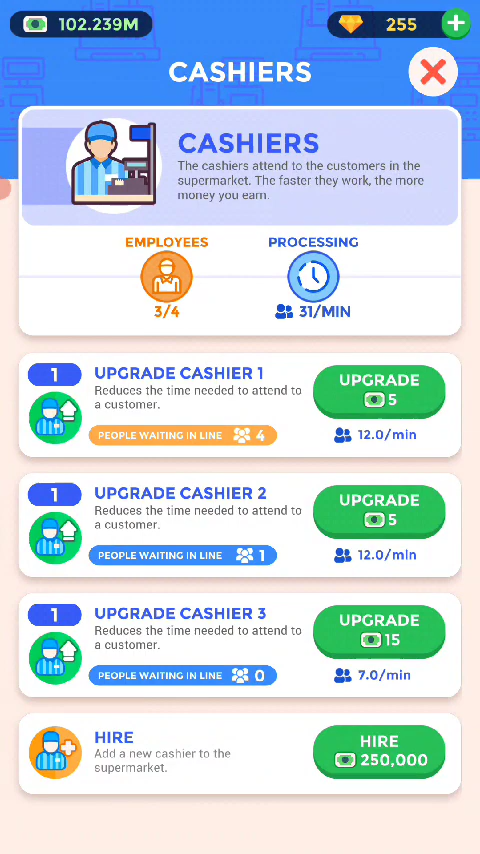 102.239M
255
CASHIERS
CASHIERS
The cashiers attend to the customers in the
supermarket. The faster they work, the more
money you earn.
EMPLOYEES
PROCESSING
3/4
31/MIN
1
UPGRADE CASHIER 1
Reduces the time needed to attend to
a customer.
PEOPLE WAITING IN LINE 4
UPGRADE
5
12.0/min
1
UPGRADE CASHIER 2
Reduces the time needed to attend to
a customer.
PEOPLE WAITING IN LINE 1
UPGRADE
5
12.0/min
1
UPGRADE CASHIER 3
Reduces the time needed to attend to
a customer.
PEOPLE WAITING IN LINE 0
UPGRADE
15
7.0/min
HIRE
Add a new cashier to the
supermarket.
HIRE
250,000